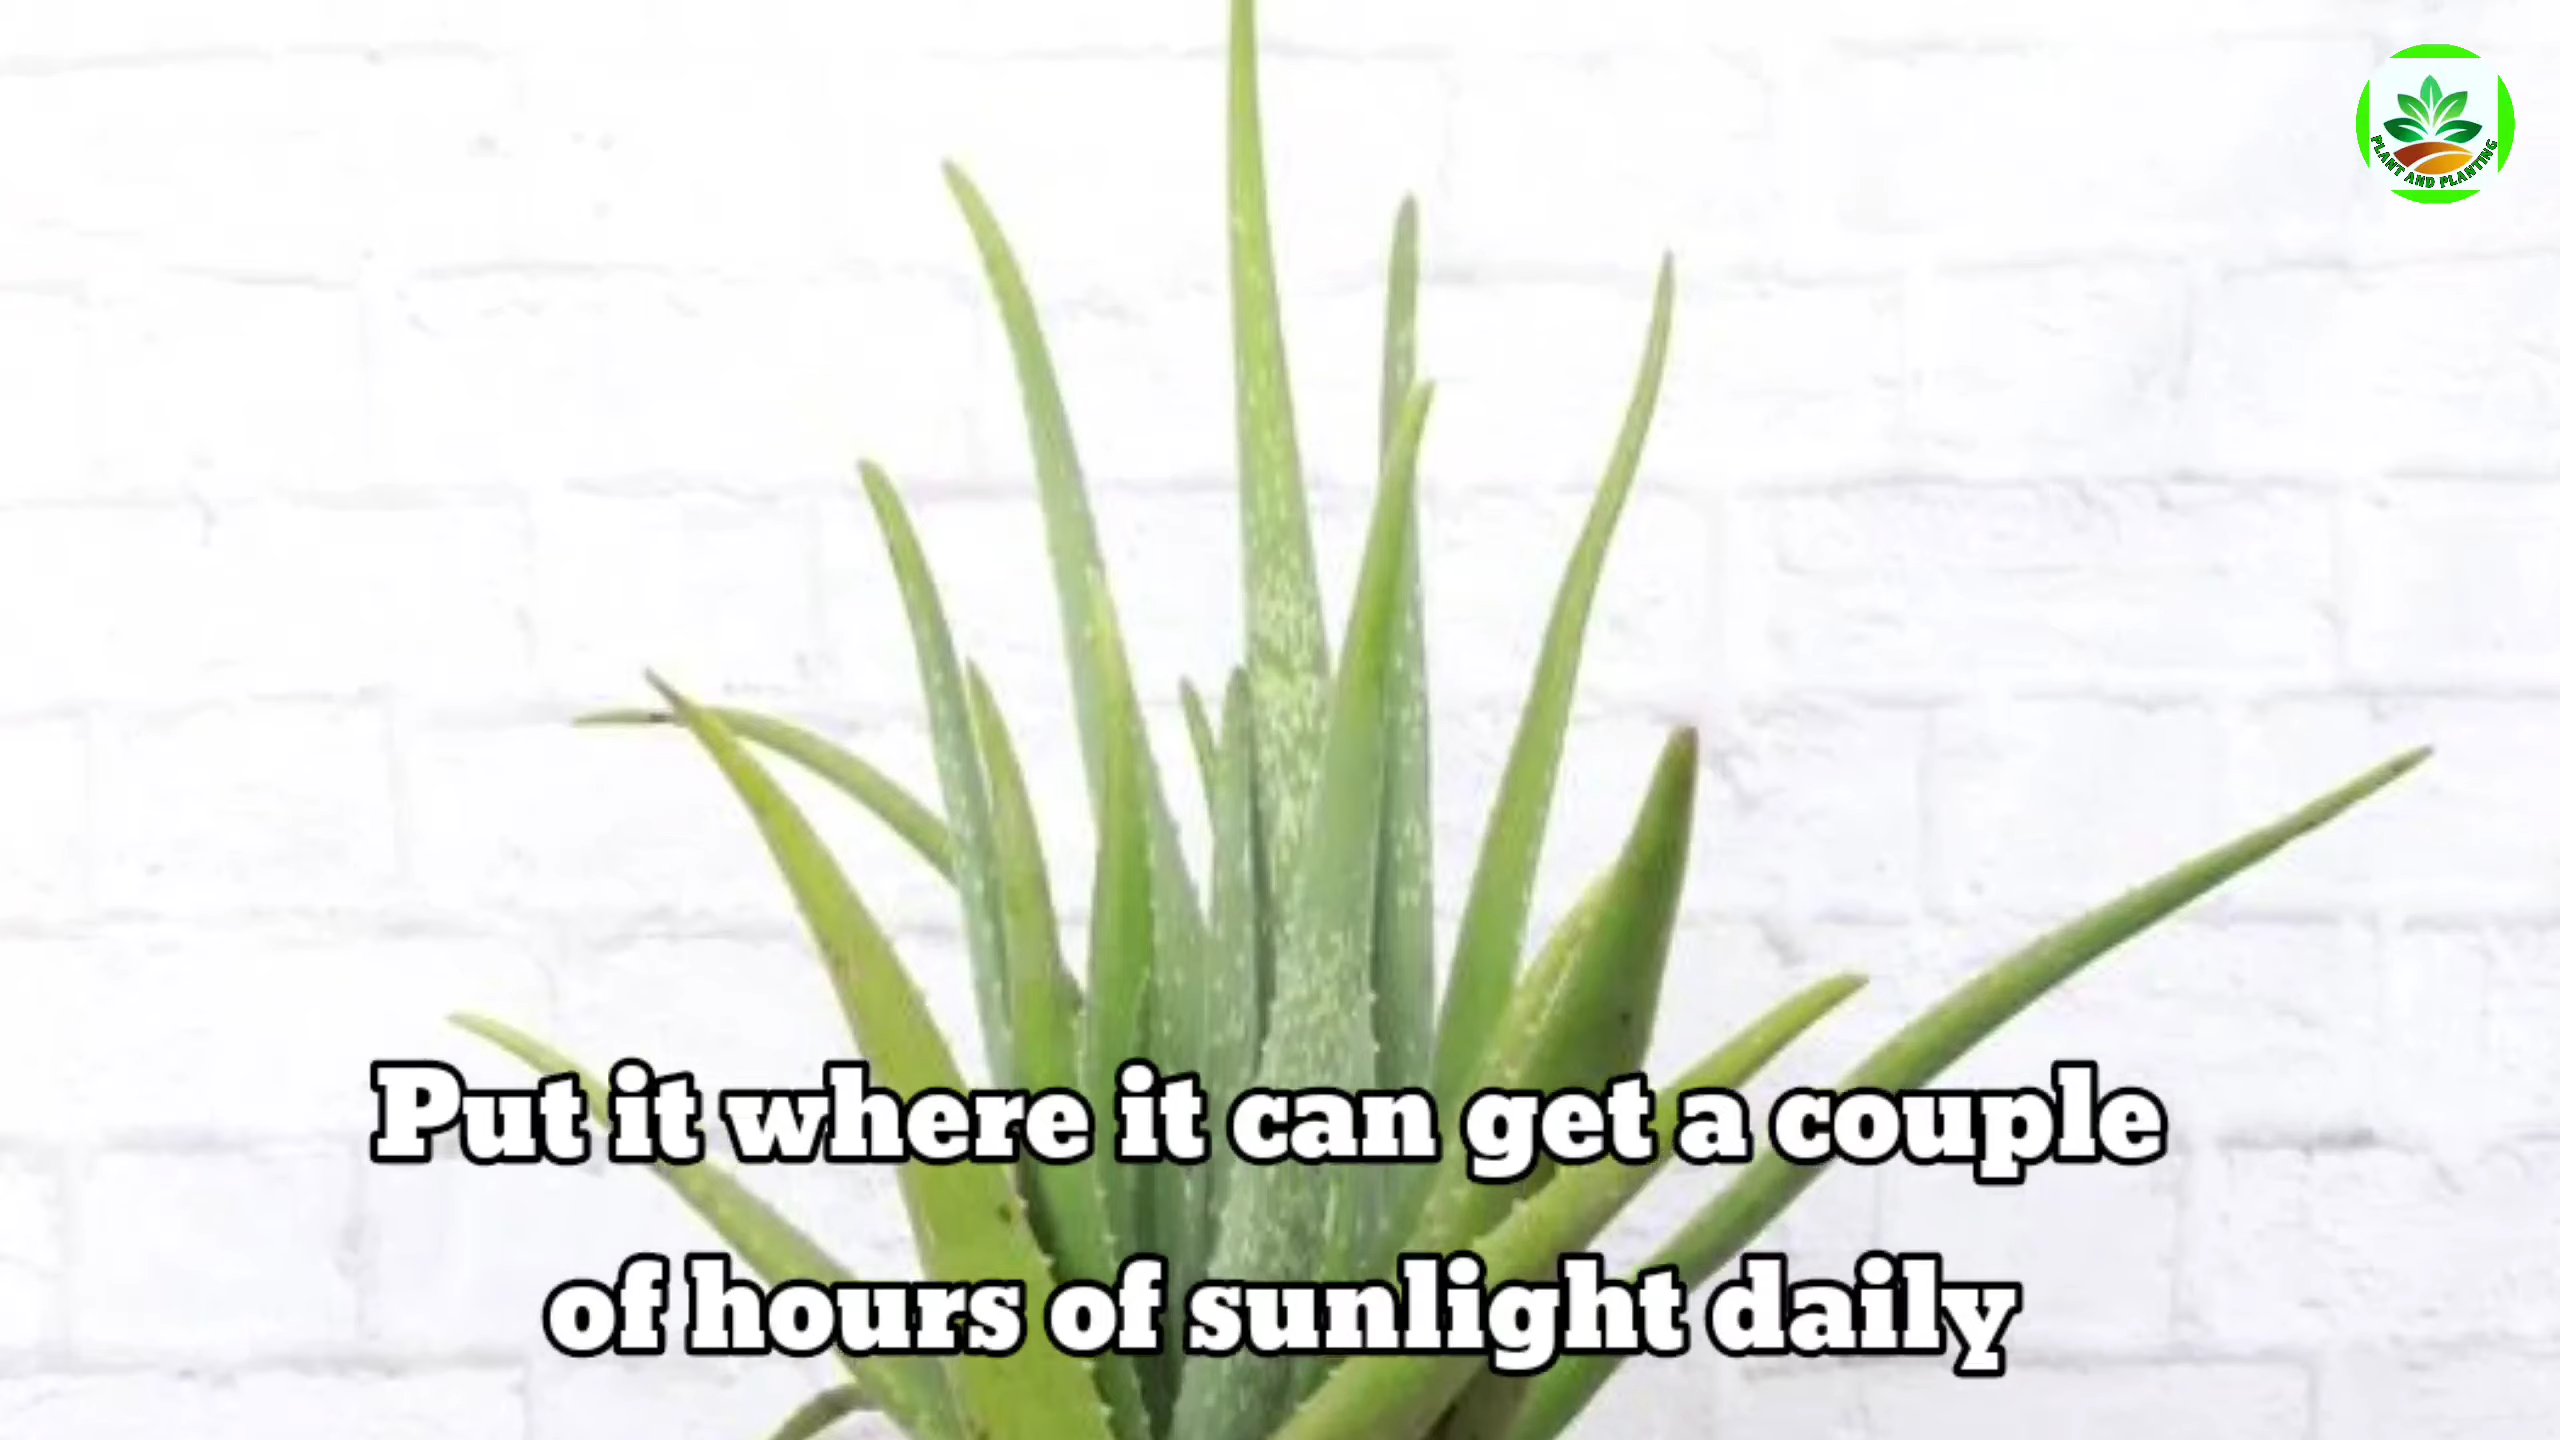 PLANT AND PLANTING
Put it where it can get a couple
of hours of sunlight daily